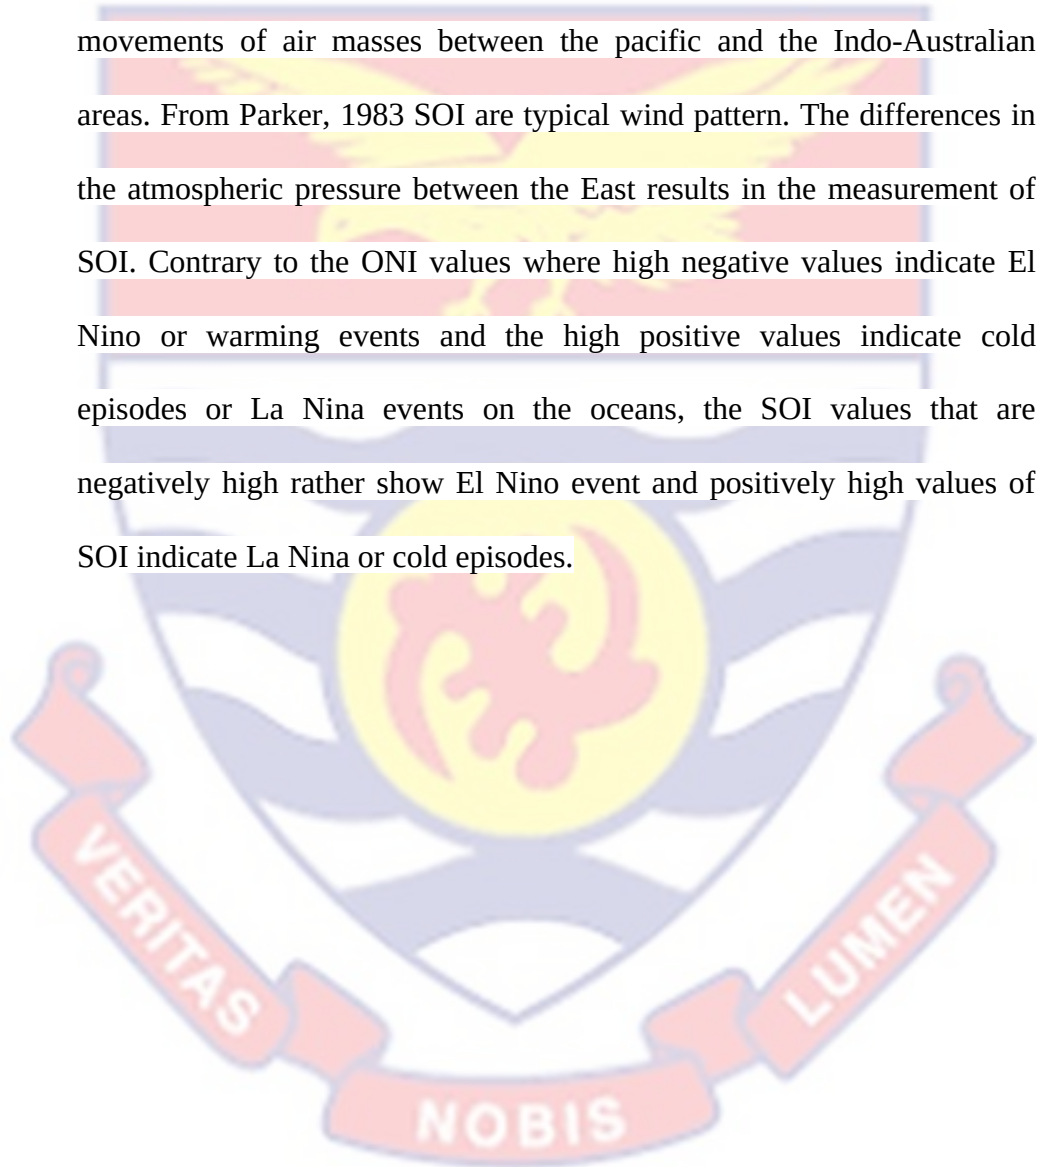 movements of air masses between the pacific and the Indo-Australian
areas. From Parker, 1983 SOI are typical wind pattern. The differences in
the atmospheric pressure between the East results in the measurement of
SOI. Contrary to the ONI values where high negative values indicate El
Nino or warming events and the high positive values indicate cold
episodes or La Nina events on the oceans, the SOI values that are
negatively high rather show El Nino event and positively high values of
SOI indicate La Nina or cold episodes.
VERITAS
NOBIS
LUMEN